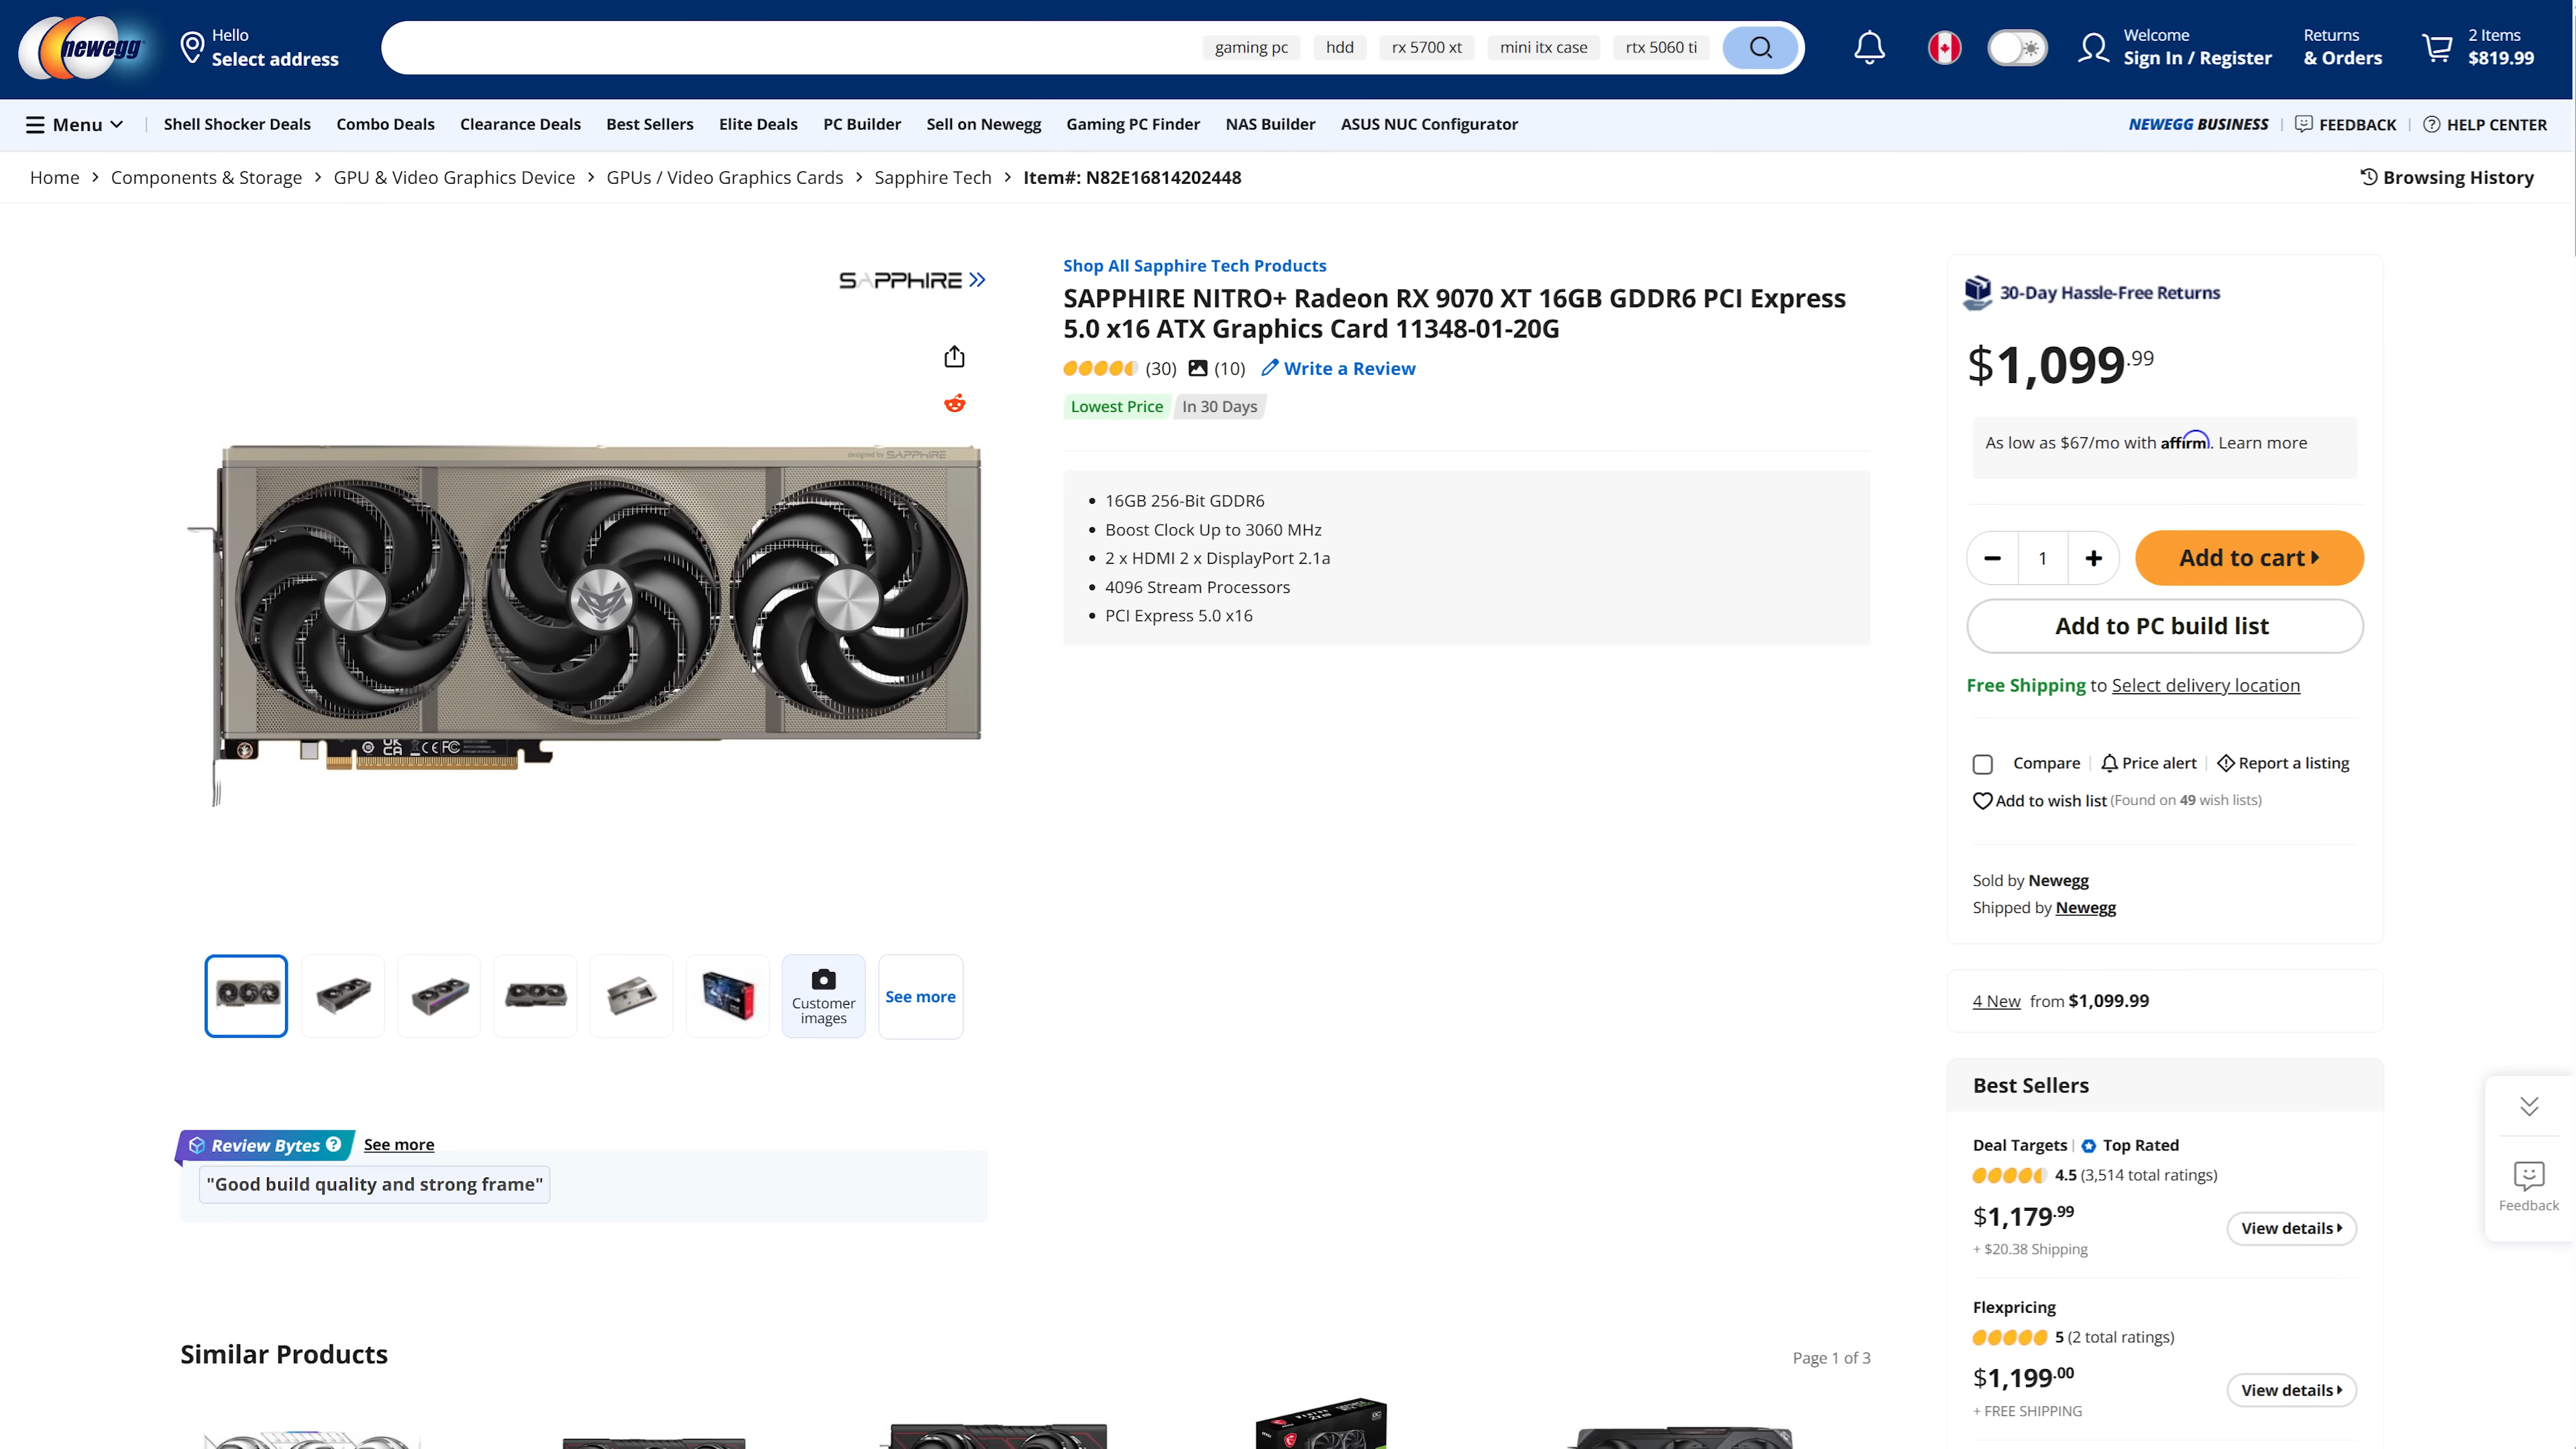 newegg
Hello
Select address
gaming pc
hdd
rx 5700 xt
mini itx case
rtx 5060 ti
Welcome
Sign In / Register
Returns
& Orders
2 Items
$819.99
Menu
Shell Shocker Deals
Combo Deals
Clearance Deals
Best Sellers
Elite Deals
PC Builder
Sell on Newegg
Gaming PC Finder
NAS Builder
ASUS NUC Configurator
NEWEGG BUSINESS
FEEDBACK
HELP CENTER
Home > Components & Storage > GPU & Video Graphics Device > GPUs / Video Graphics Cards > Sapphire Tech > Item#: N82E16814202448
Browsing History
SAPPHIRE
designed by SAPPHIRE
Shop All Sapphire Tech Products
SAPPHIRE NITRO+ Radeon RX 9070 XT 16GB GDDR6 PCI Express
5.0 x16 ATX Graphics Card 11348-01-20G
(30) (10) Write a Review
Lowest Price In 30 Days
• 16GB 256-Bit GDDR6
• Boost Clock Up to 3060 MHz
• 2 x HDMI 2 x DisplayPort 2.1a
• 4096 Stream Processors
• PCI Express 5.0 x16
30-Day Hassle-Free Returns
$1,099.99
As low as $67/mo with affirm. Learn more
1
Add to cart
Add to PC build list
Free Shipping to Select delivery location
Compare
Price alert
Report a listing
Add to wish list (Found on 49 wish lists)
Sold by Newegg
Shipped by Newegg
4 New from $1,099.99
Best Sellers
Deal Targets | Top Rated
4.5 (3,514 total ratings)
$1,179.99
+ $20.38 Shipping
View details
Flexpricing
5 (2 total ratings)
$1,199.00
+ FREE SHIPPING
View details
Customer
images
See more
Review Bytes
See more
"Good build quality and strong frame"
Similar Products
Page 1 of 3
Feedback